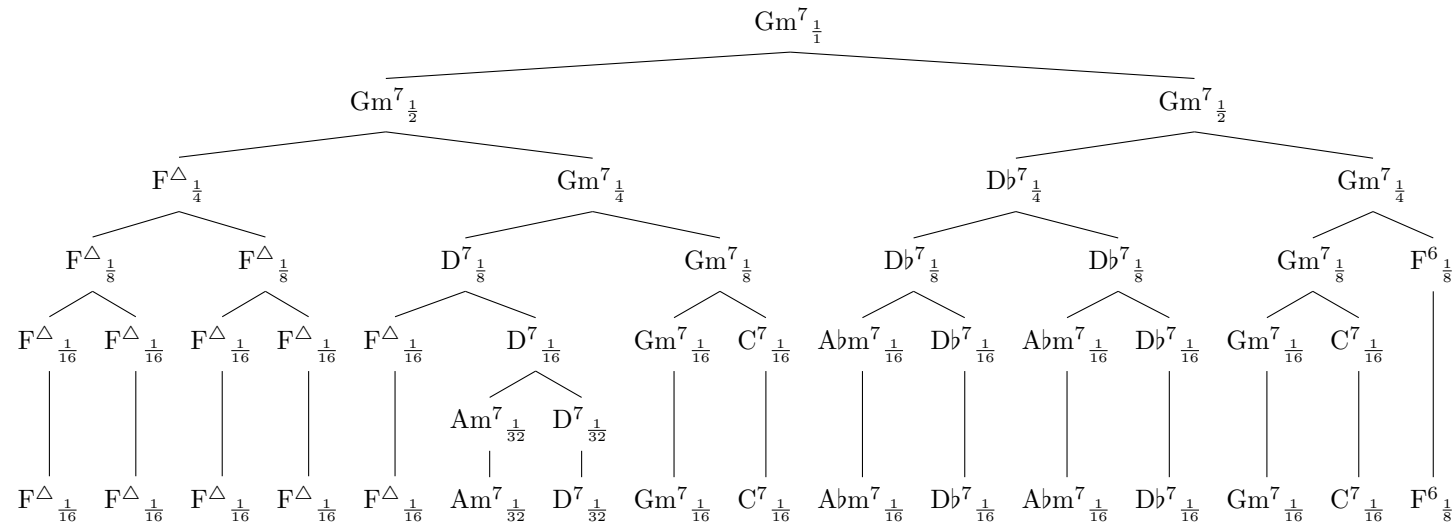 Gm⁷ 1/1
Gm⁷ 1/2 Gm⁷ 1/2
F△ 1/4 Gm⁷ 1/4 D♭⁷ 1/4 Gm⁷ 1/4
F△ 1/8 F△ 1/8 D⁷ 1/8 Gm⁷ 1/8 D♭⁷ 1/8 D♭⁷ 1/8 Gm⁷ 1/8 F⁶ 1/8
F△ 1/16 F△ 1/16 F△ 1/16 F△ 1/16 F△ 1/16 D⁷ 1/16 Gm⁷ 1/16 C⁷ 1/16 A♭m⁷ 1/16 D♭⁷ 1/16 A♭m⁷ 1/16 D♭⁷ 1/16 Gm⁷ 1/16 C⁷ 1/16
Am⁷ 1/32 D⁷ 1/32
F△ 1/16 F△ 1/16 F△ 1/16 F△ 1/16 F△ 1/16 Am⁷ 1/32 D⁷ 1/32 Gm⁷ 1/16 C⁷ 1/16 A♭m⁷ 1/16 D♭⁷ 1/16 A♭m⁷ 1/16 D♭⁷ 1/16 Gm⁷ 1/16 C⁷ 1/16 F⁶ 1/8